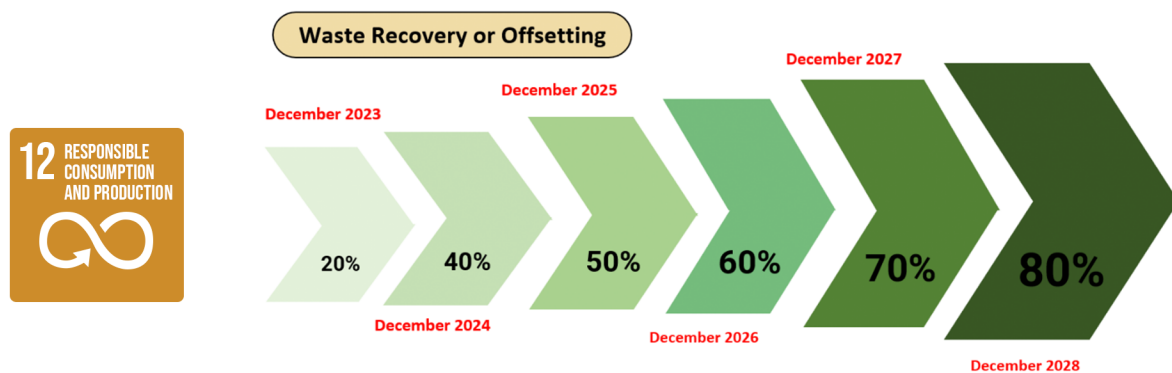 Waste Recovery or Offsetting
12 RESPONSIBLE
CONSUMPTION
AND PRODUCTION
December 2023
20%
December 2024
40%
December 2025
50%
December 2026
60%
December 2027
70%
December 2028
80%